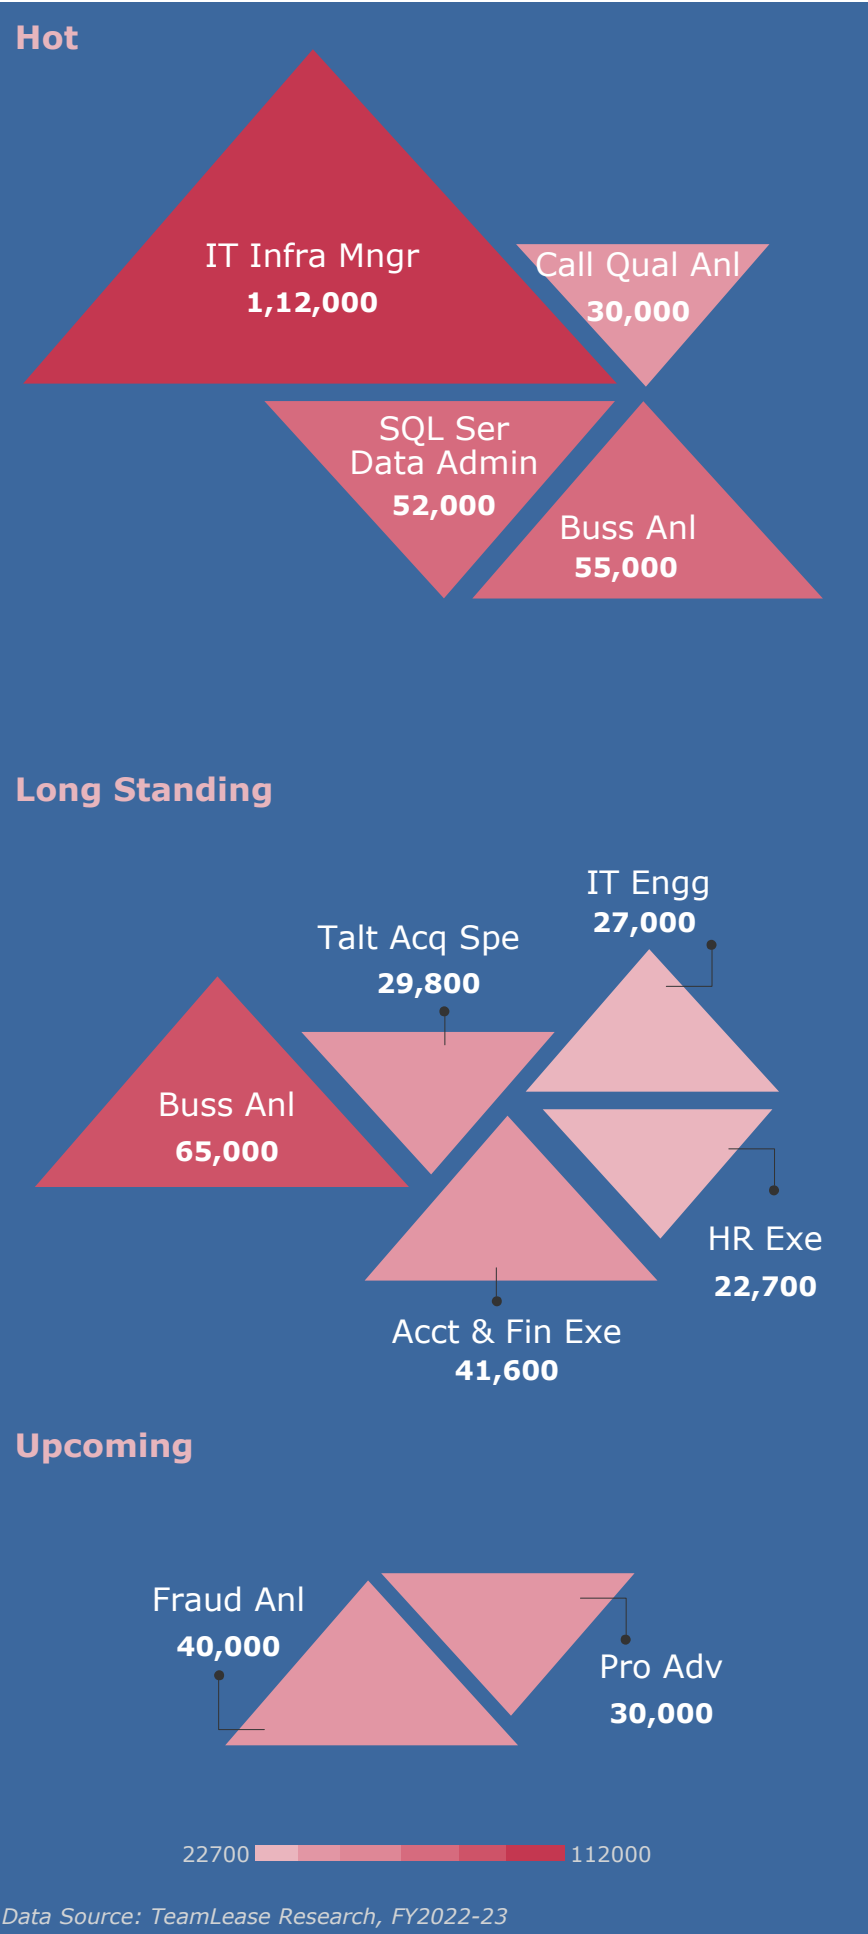 Hot
IT Infra Mngr
1,12,000
Call Qual Anl
30,000
SQL Ser
Data Admin
52,000
Buss Anl
55,000
Long Standing
IT Engg
27,000
Talt Acq Spe
29,800
Buss Anl
65,000
HR Exe
22,700
Acct & Fin Exe
41,600
Upcoming
Fraud Anl
40,000
Pro Adv
30,000
22700
112000
Data Source: TeamLease Research, FY2022-23